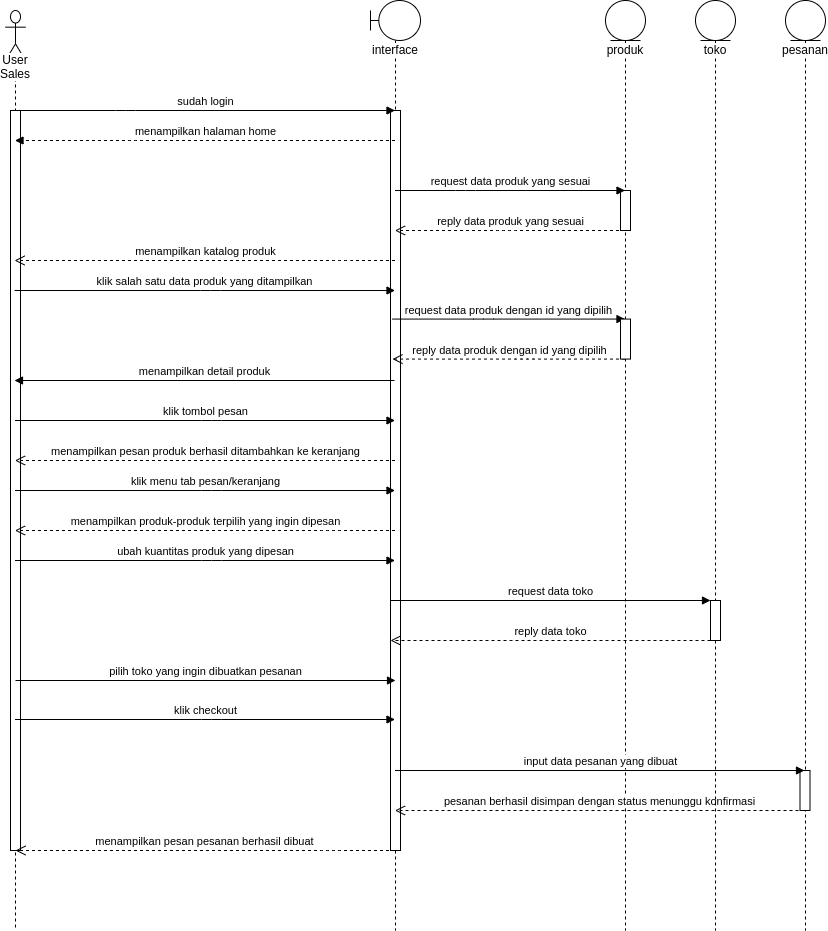 User
Sales
interface
produk
toko
pesanan
sudah login
menampilkan halaman home
request data produk yang sesuai
reply data produk yang sesuai
menampilkan katalog produk
klik salah satu data produk yang ditampilkan
request data produk dengan id yang dipilih
reply data produk dengan id yang dipilih
menampilkan detail produk
klik tombol pesan
menampilkan pesan produk berhasil ditambahkan ke keranjang
klik menu tab pesan/keranjang
menampilkan produk-produk terpilih yang ingin dipesan
ubah kuantitas produk yang dipesan
request data toko
reply data toko
pilih toko yang ingin dibuatkan pesanan
klik checkout
input data pesanan yang dibuat
pesanan berhasil disimpan dengan status menunggu konfirmasi
menampilkan pesan pesanan berhasil dibuat